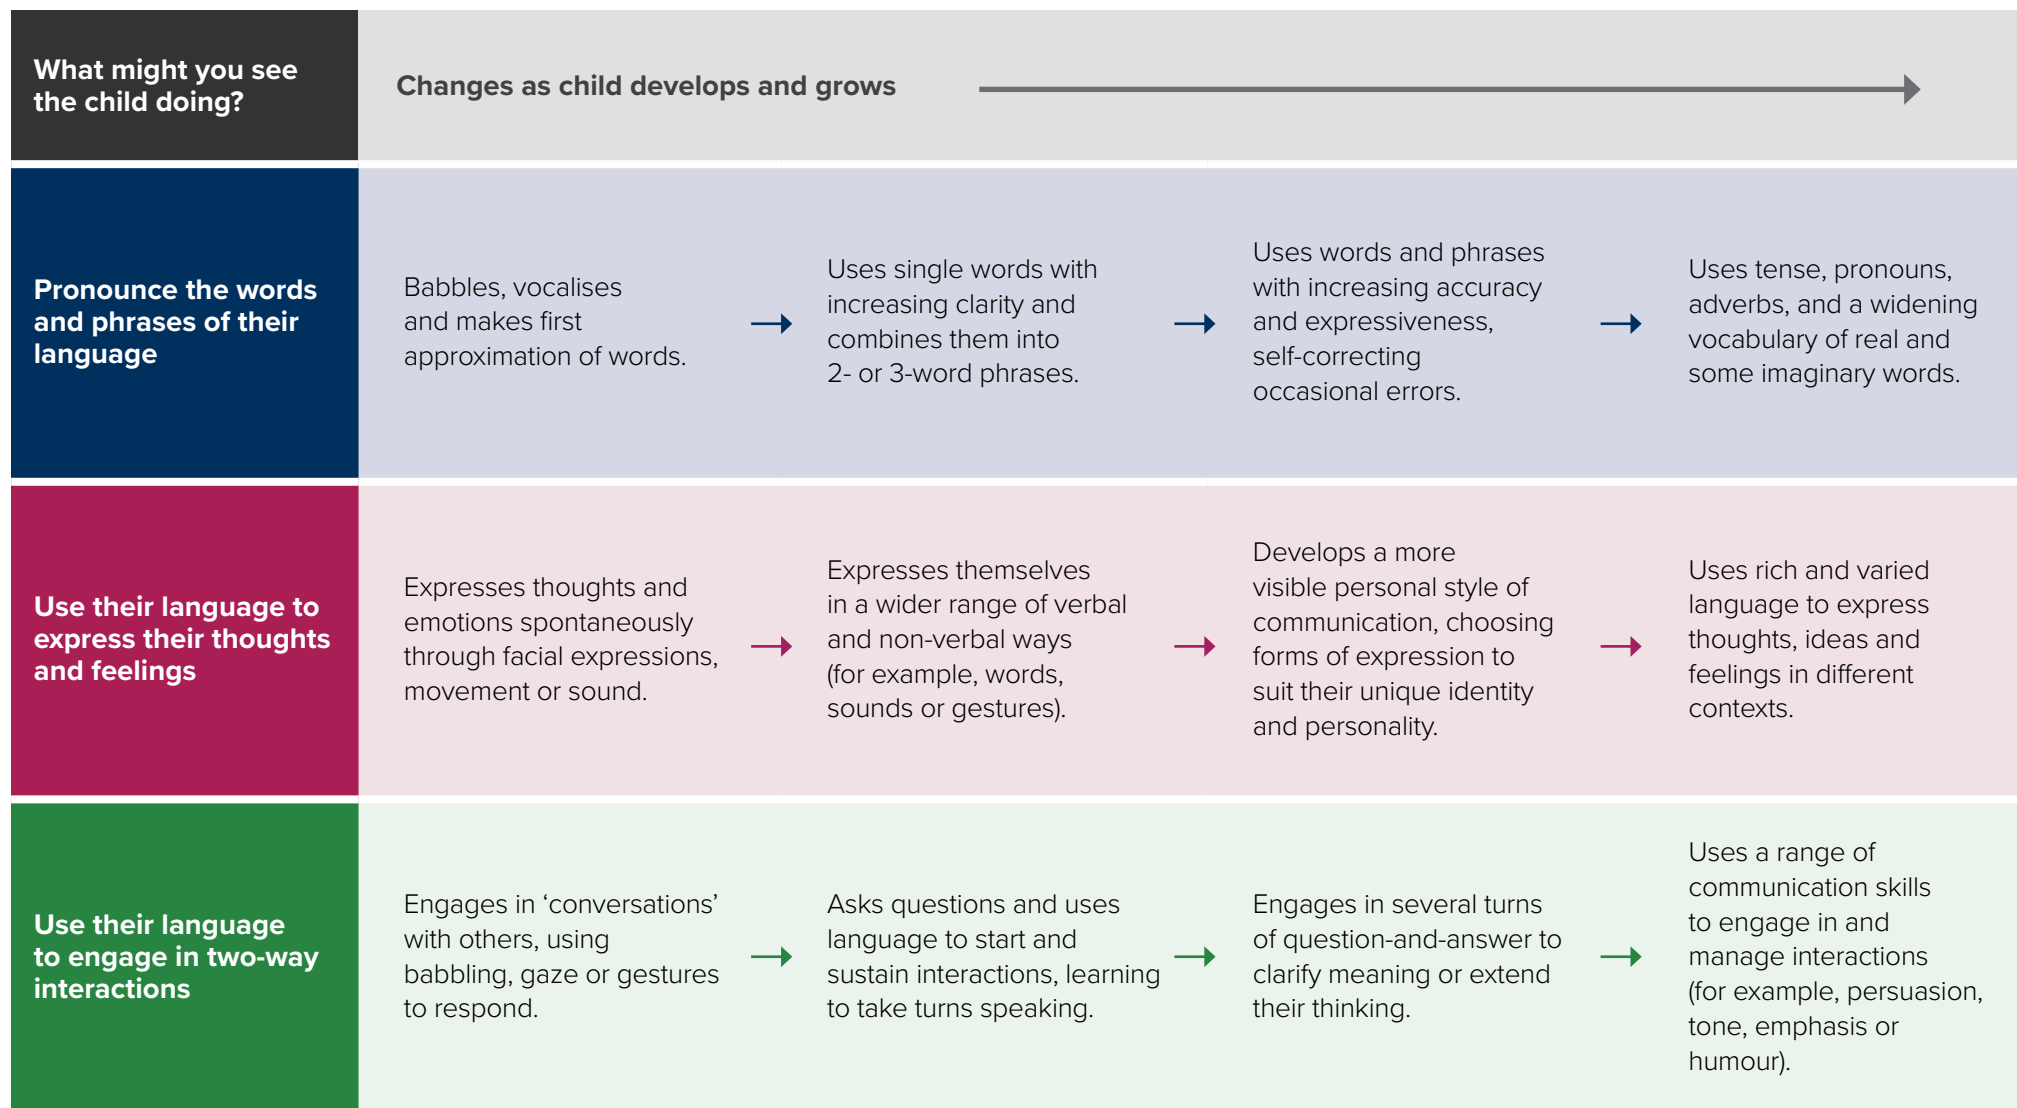 What might you see
the child doing?
Changes as child develops and grows
Pronounce the words
and phrases of their
language
Babbles, vocalises
and makes first
approximation of words.
Uses single words with
increasing clarity and
combines them into
2- or 3-word phrases.
Uses words and phrases
with increasing accuracy
and expressiveness,
self-correcting
occasional errors.
Uses tense, pronouns,
adverbs, and a widening
vocabulary of real and
some imaginary words.
Use their language to
express their thoughts
and feelings
Expresses thoughts and
emotions spontaneously
through facial expressions,
movement or sound.
Expresses themselves
in a wider range of verbal
and non-verbal ways
(for example, words,
sounds or gestures).
Develops a more
visible personal style of
communication, choosing
forms of expression to
suit their unique identity
and personality.
Uses rich and varied
language to express
thoughts, ideas and
feelings in different
contexts.
Use their language
to engage in two-way
interactions
Engages in ‘conversations’
with others, using
babbling, gaze or gestures
to respond.
Asks questions and uses
language to start and
sustain interactions, learning
to take turns speaking.
Engages in several turns
of question-and-answer to
clarify meaning or extend
their thinking.
Uses a range of
communication skills
to engage in and
manage interactions
(for example, persuasion,
tone, emphasis or
humour).